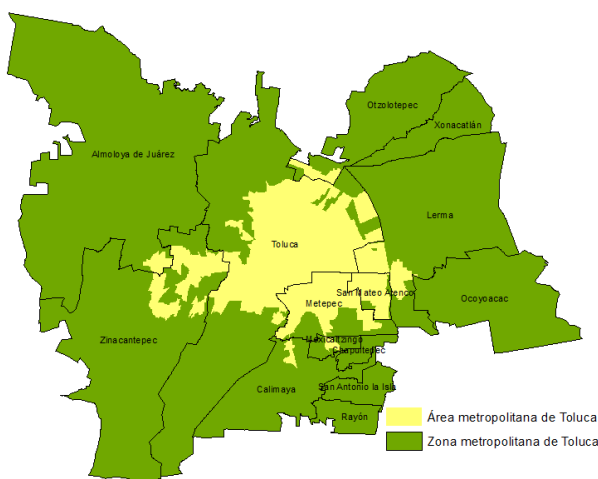 Otzolotepec
Xonacatlán
Almoloya de Juárez
Lerma
Toluca
San Mateo Atenco
Ocoyoacac
Metepec
Zinacantepec
Mexicaltzingo
Chapultepec
Calimaya
San Antonio la Isla
Rayón
Área metropolitana de Toluca
Zona metropolitana de Toluca